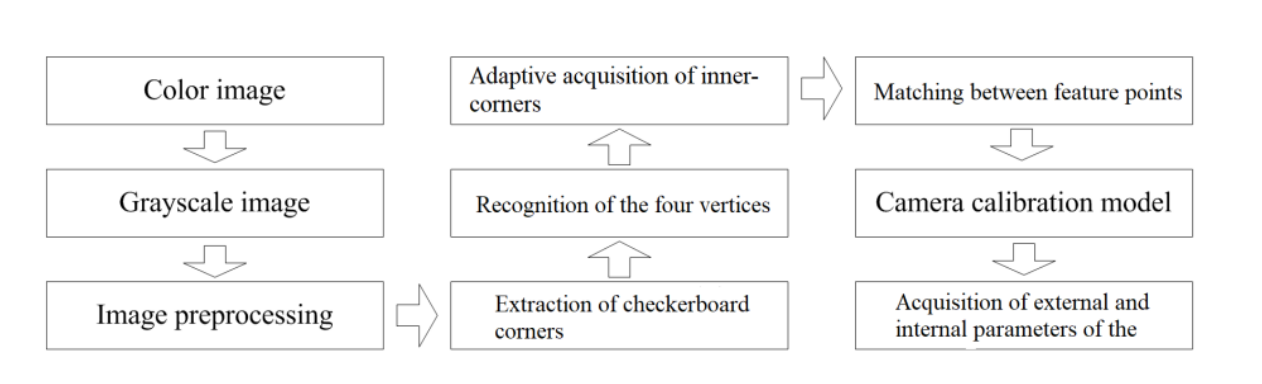 Color image
Grayscale image
Image preprocessing
Extraction of checkerboard
corners
Recognition of the four vertices
Adaptive acquisition of inner-
corners
Matching between feature points
Camera calibration model
Acquisition of external and
internal parameters of the